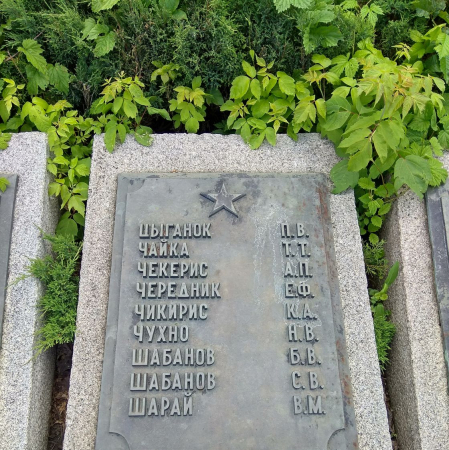 ЦЫГАНОК П.В.
ЧАЙКА Т.Т.
ЧЕКЕРИС А.П.
ЧЕРЕДНИК Е.Ф.
ЧИКИРИС К.А.
ЧУХНО Н.В.
ШАБАНОВ Б.В.
ШАБАНОВ С.В.
ШАРАЙ В.М.